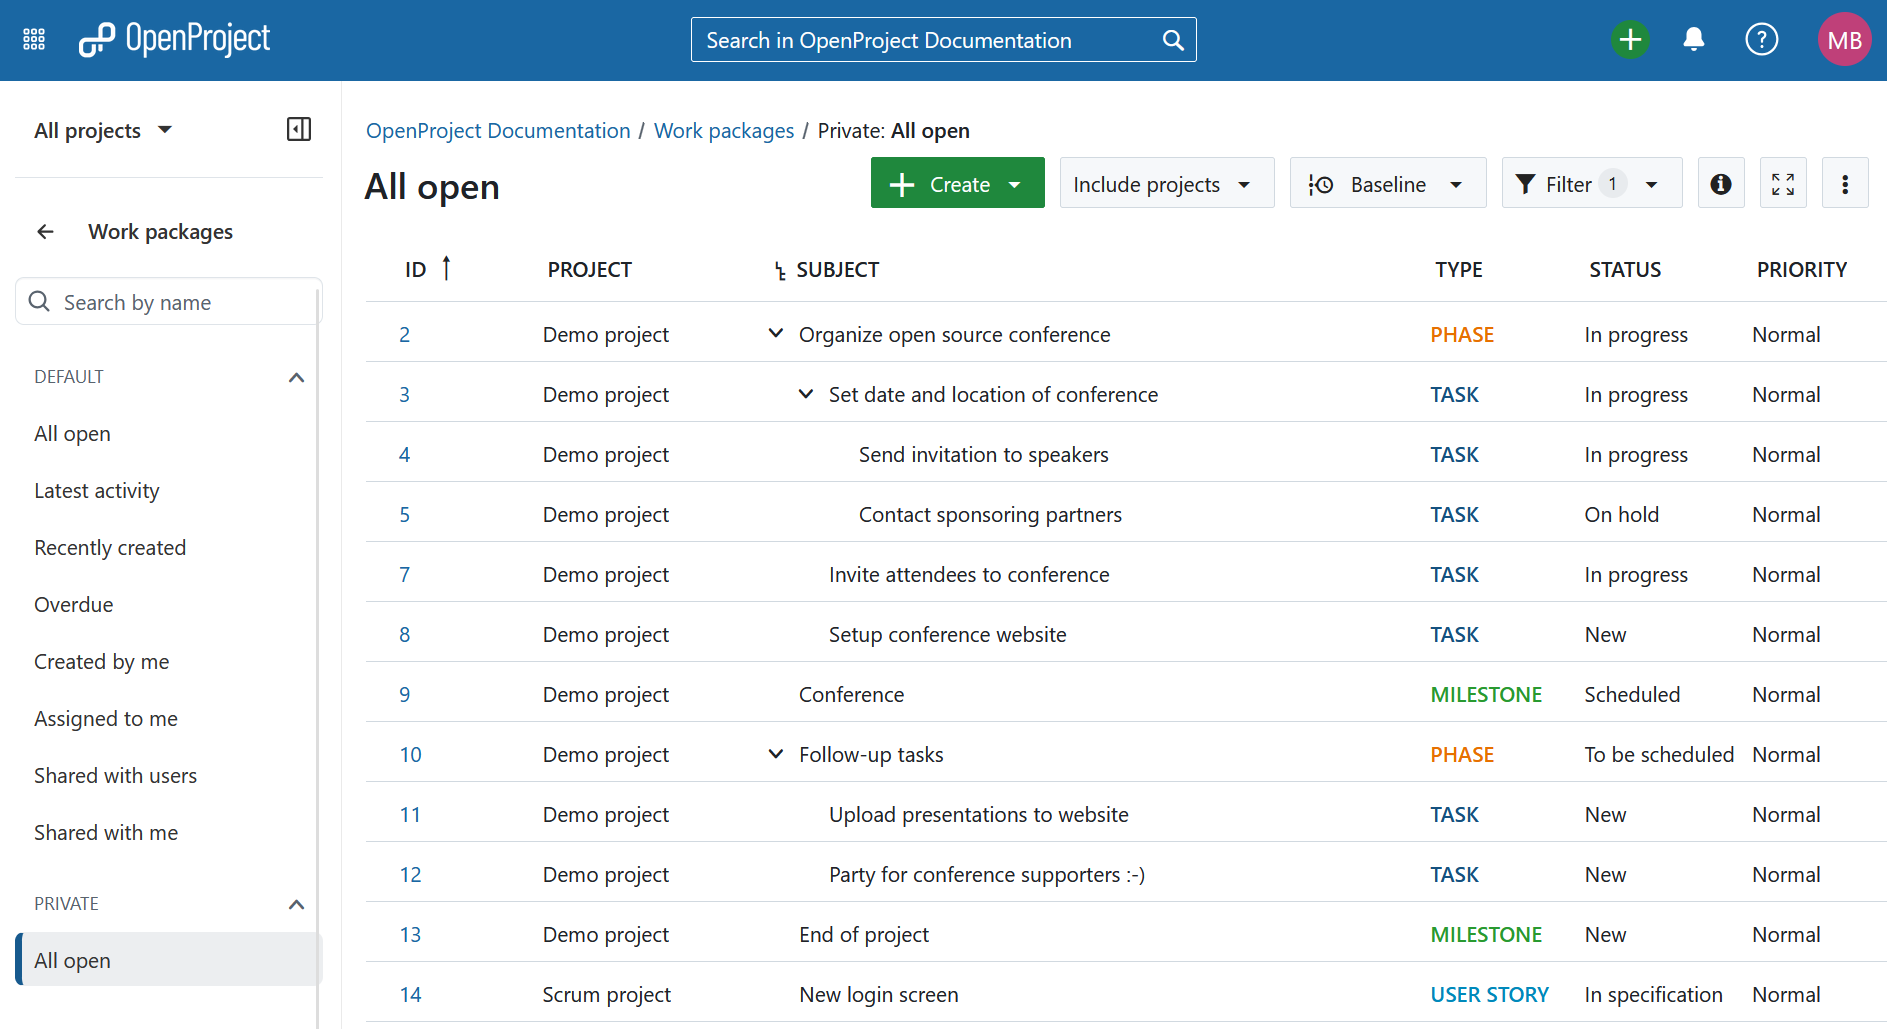 OpenProject
Search in OpenProject Documentation
MB
All projects
OpenProject Documentation / Work packages / Private: All open
All open
Create
Include projects
Baseline
Filter 1
Work packages
Search by name
DEFAULT
All open
Latest activity
Recently created
Overdue
Created by me
Assigned to me
Shared with users
Shared with me
PRIVATE
All open
ID PROJECT SUBJECT TYPE STATUS PRIORITY
2 Demo project Organize open source conference PHASE In progress Normal
3 Demo project Set date and location of conference TASK In progress Normal
4 Demo project Send invitation to speakers TASK In progress Normal
5 Demo project Contact sponsoring partners TASK On hold Normal
7 Demo project Invite attendees to conference TASK In progress Normal
8 Demo project Setup conference website TASK New Normal
9 Demo project Conference MILESTONE Scheduled Normal
10 Demo project Follow-up tasks PHASE To be scheduled Normal
11 Demo project Upload presentations to website TASK New Normal
12 Demo project Party for conference supporters :-) TASK New Normal
13 Demo project End of project MILESTONE New Normal
14 Scrum project New login screen USER STORY In specification Normal